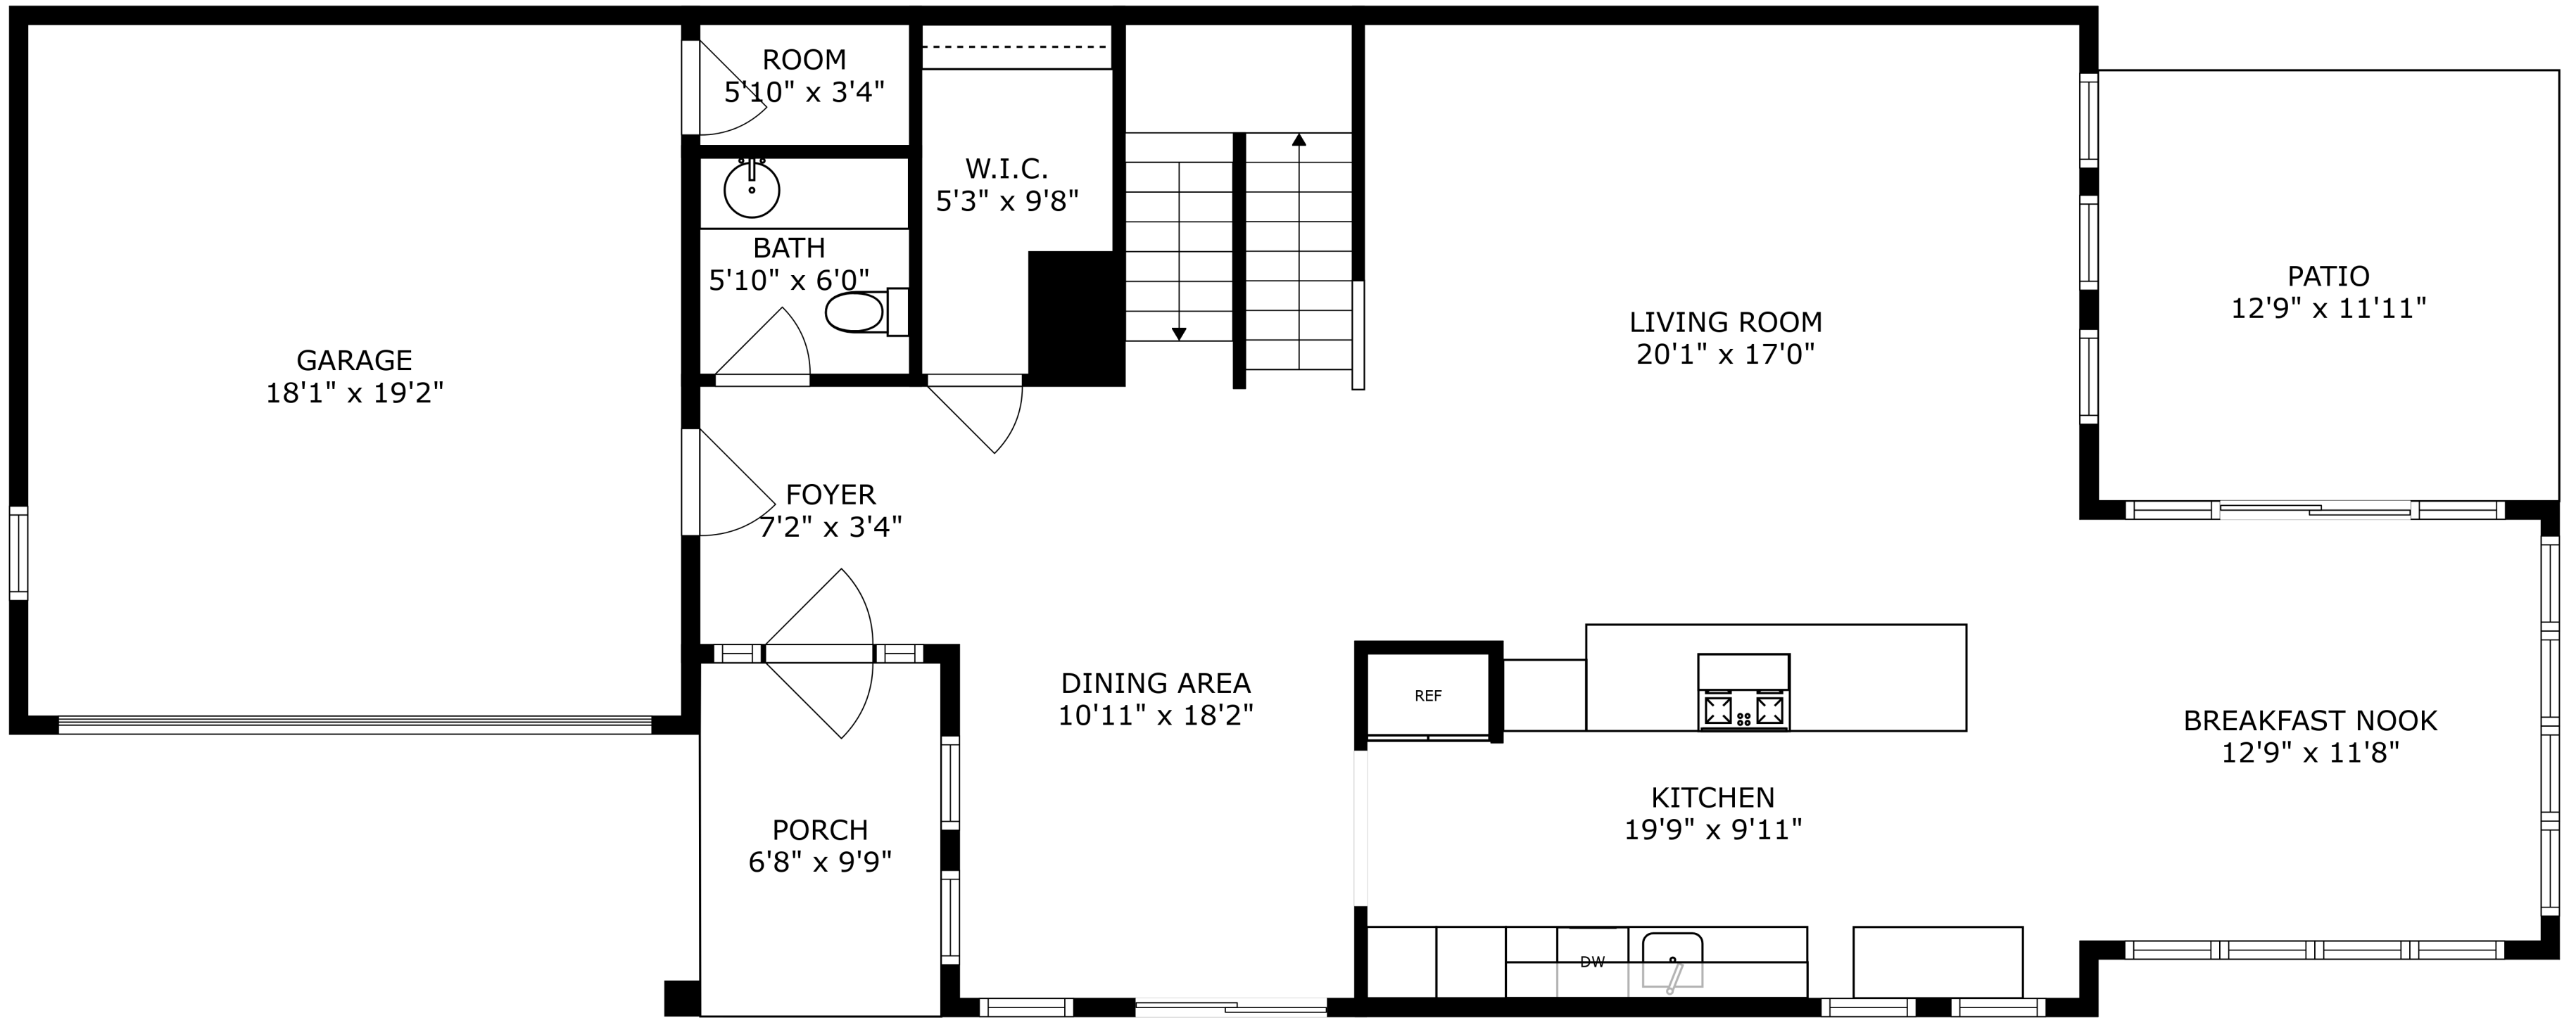 ROOM
5'10" x 3'4"
W.I.C.
5'3" x 9'8"
BATH
5'10" x 6'0"
PATIO
12'9" x 11'11"
LIVING ROOM
20'1" x 17'0"
GARAGE
18'1" x 19'2"
FOYER
7'2" x 3'4"
DINING AREA
10'11" x 18'2"
REF
BREAKFAST NOOK
12'9" x 11'8"
KITCHEN
19'9" x 9'11"
PORCH
6'8" x 9'9"
DW